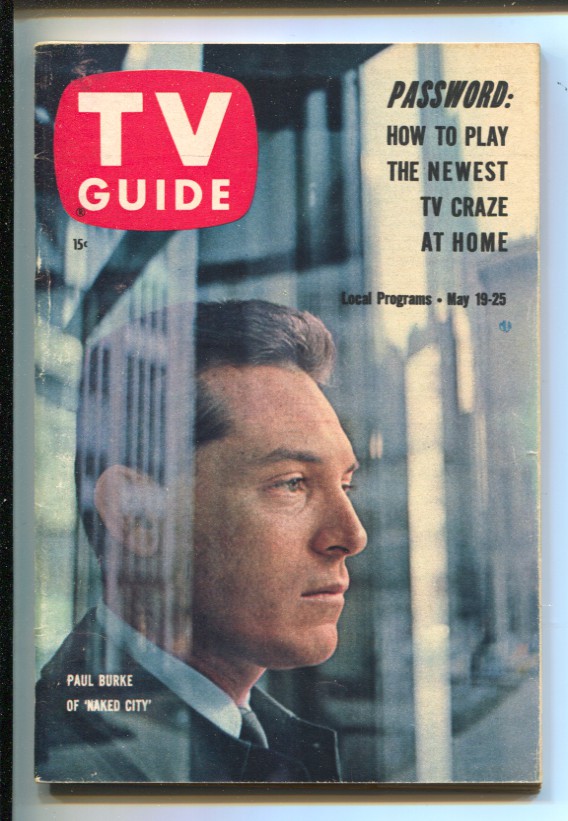 TV
GUIDE
®
15¢
PASSWORD:
HOW TO PLAY
THE NEWEST
TV CRAZE
AT HOME
Local Programs • May 19-25
PAUL BURKE
OF 'NAKED CITY'